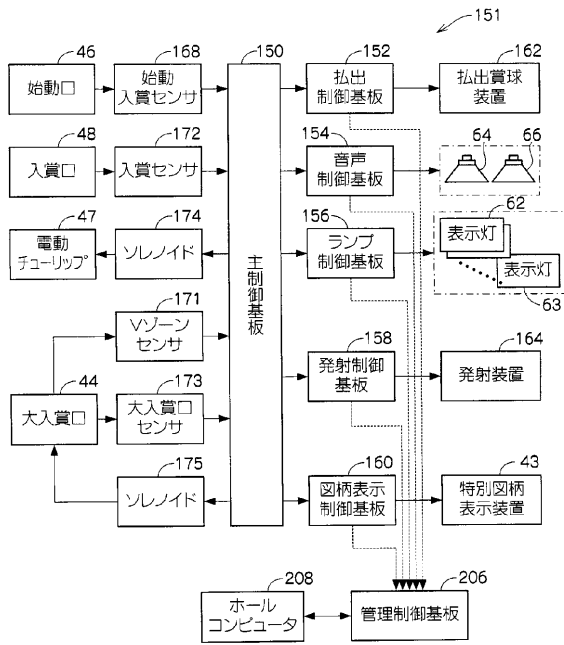 151
46
始動口
168
始動
入賞センサ
150
主制御基板
152
払出
制御基板
162
払出賞球
装置
48
入賞口
172
入賞センサ
154
音声
制御基板
64
66
47
電動
チューリップ
174
ソレノイド
156
ランプ
制御基板
62
表示灯
表示灯
63
171
Vゾーン
センサ
158
発射制御
基板
164
発射装置
44
大入賞口
173
大入賞口
センサ
175
ソレノイド
160
図柄表示
制御基板
43
特別図柄
表示装置
208
ホール
コンピュータ
206
管理制御基板